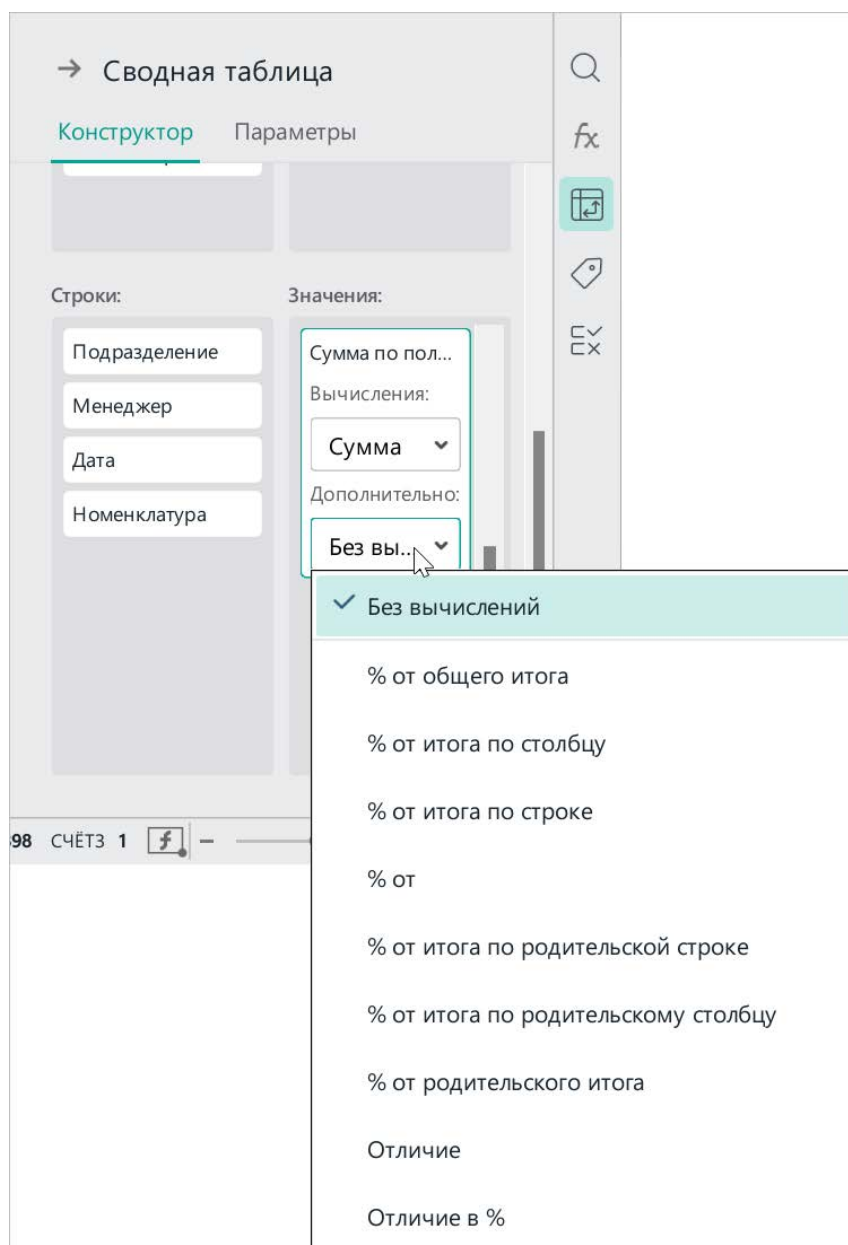 Сводная таблица
Конструктор Параметры
Строки: Значения:
Подразделение
Менеджер
Дата
Номенклатура
Сумма по пол...
Вычисления:
Сумма
Дополнительно:
Без вы...
Без вычислений
% от общего итога
% от итога по столбцу
% от итога по строке
% от
% от итога по родительской строке
% от итога по родительскому столбцу
% от родительского итога
Отличие
Отличие в %
98 СЧЁТЗ 1